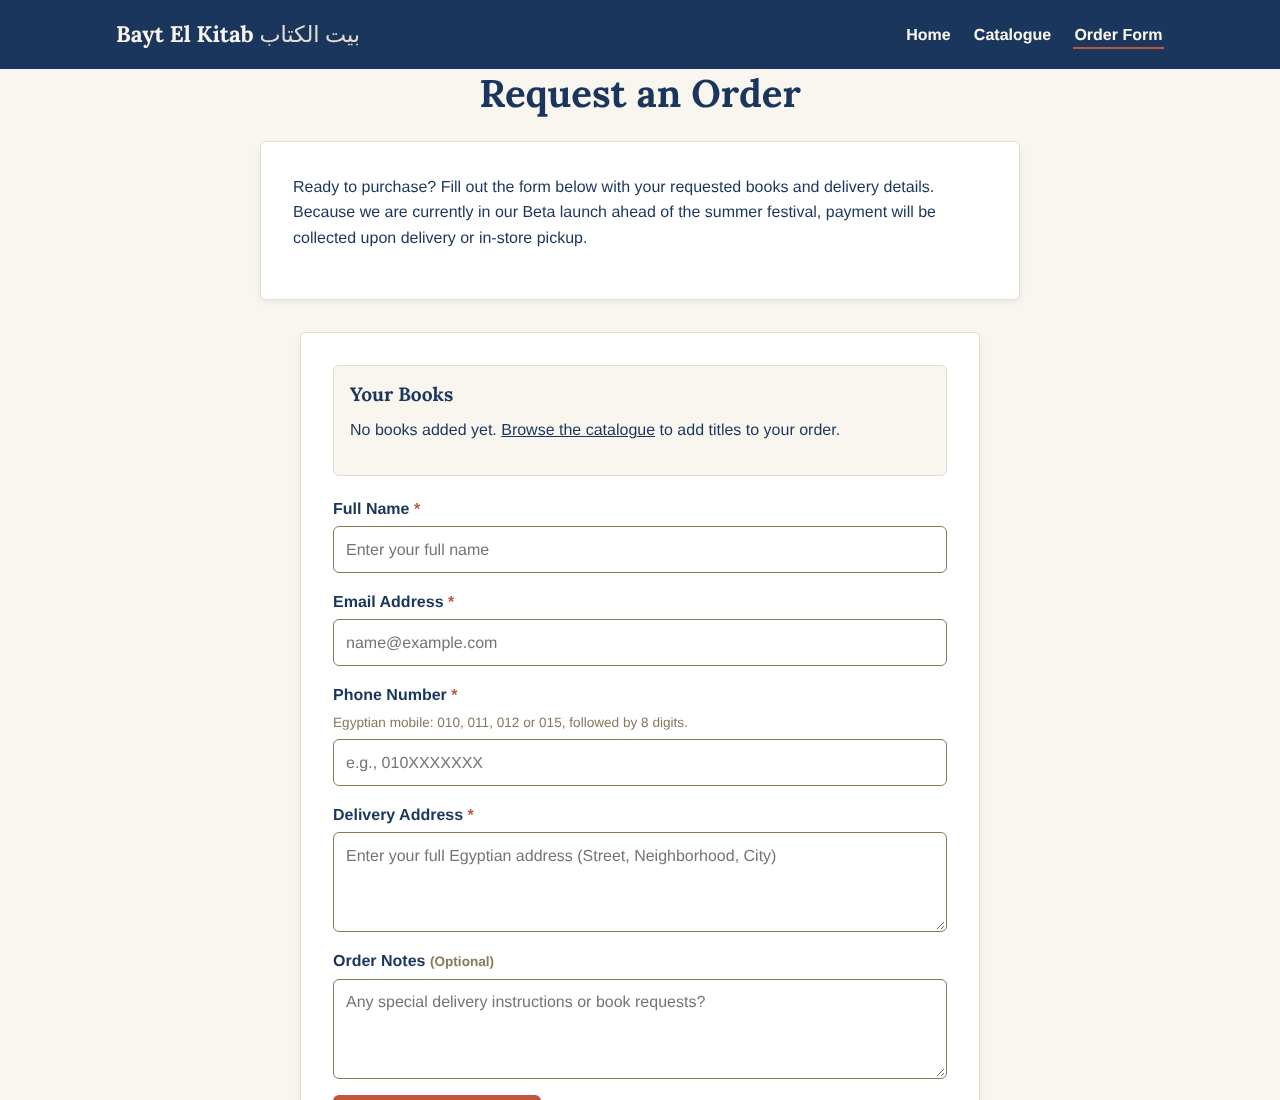 Bayt El Kitab بيت الكتاب
Home Catalogue Order Form
Request an Order
Ready to purchase? Fill out the form below with your requested books and delivery details.
Because we are currently in our Beta launch ahead of the summer festival, payment will be
collected upon delivery or in-store pickup.
Your Books
No books added yet. Browse the catalogue to add titles to your order.
Full Name *
Enter your full name
Email Address *
name@example.com
Phone Number *
Egyptian mobile: 010, 011, 012 or 015, followed by 8 digits.
e.g., 010XXXXXXX
Delivery Address *
Enter your full Egyptian address (Street, Neighborhood, City)
Order Notes (Optional)
Any special delivery instructions or book requests?